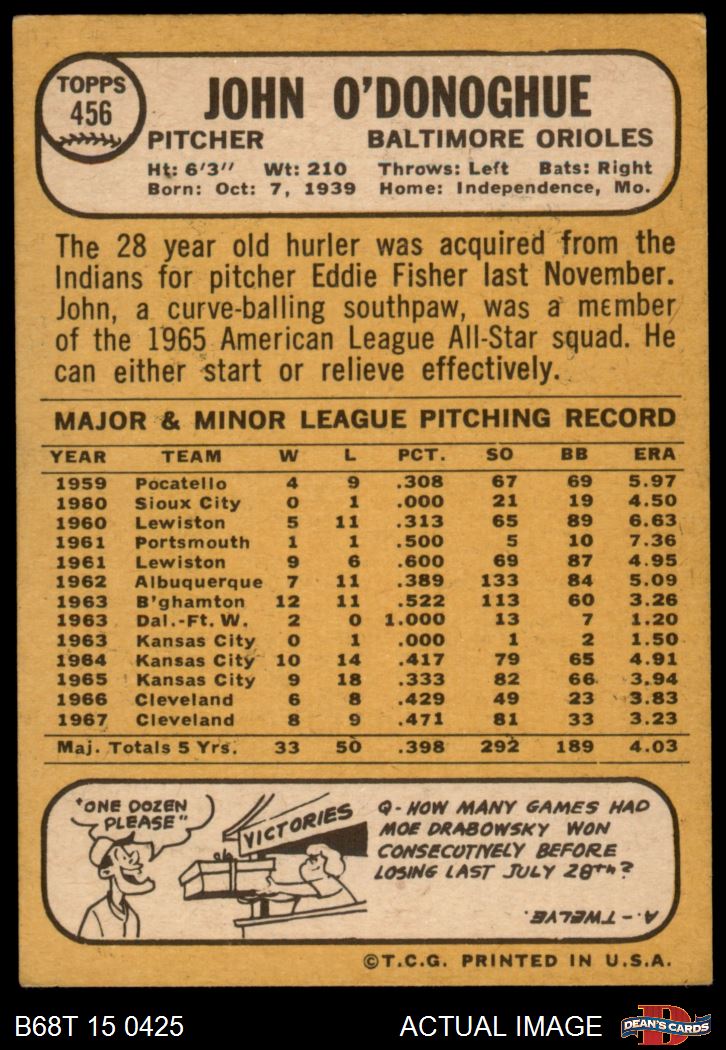 TOPPS
456
JOHN O'DONOGHUE
PITCHER BALTIMORE ORIOLES
Ht: 6'3" Wt: 210 Throws: Left Bats: Right
Born: Oct: 7, 1939 Home: Independence, Mo.
The 28 year old hurler was acquired from the
Indians for pitcher Eddie Fisher last November.
John, a curve-balling southpaw, was a member
of the 1965 American League All-Star squad. He
can either start or relieve effectively.
MAJOR & MINOR LEAGUE PITCHING RECORD
YEAR TEAM W L PCT. SO BB ERA
1959 Pocatello 4 9 .308 67 69 5.97
1960 Sioux City 0 1 .000 21 19 4.50
1960 Lewiston 5 11 .313 65 89 6.63
1961 Portsmouth 1 1 .500 5 10 7.36
1961 Lewiston 9 6 .600 69 87 4.95
1962 Albuquerque 7 11 .389 133 84 5.09
1963 B'ghamton 12 11 .522 113 60 3.26
1963 Dal.-Ft. W. 2 0 1.000 13 7 1.20
1963 Kansas City 0 1 .000 1 2 1.50
1964 Kansas City 10 14 .417 79 65 4.91
1965 Kansas City 9 18 .333 82 66 3.94
1966 Cleveland 6 8 .429 49 23 3.83
1967 Cleveland 8 9 .471 81 33 3.23
Maj. Totals 5 Yrs. 33 50 .398 292 189 4.03
"ONE DOZEN
PLEASE"
VICTORIES
Q- HOW MANY GAMES HAD
MOE DRABOWSKY WON
CONSECUTIVELY BEFORE
LOSING LAST JULY 28th?
A.- TWELVE.
©T.C.G. PRINTED IN U.S.A.
B68T 15 0425 ACTUAL IMAGE
D
DEAN'S CARDS